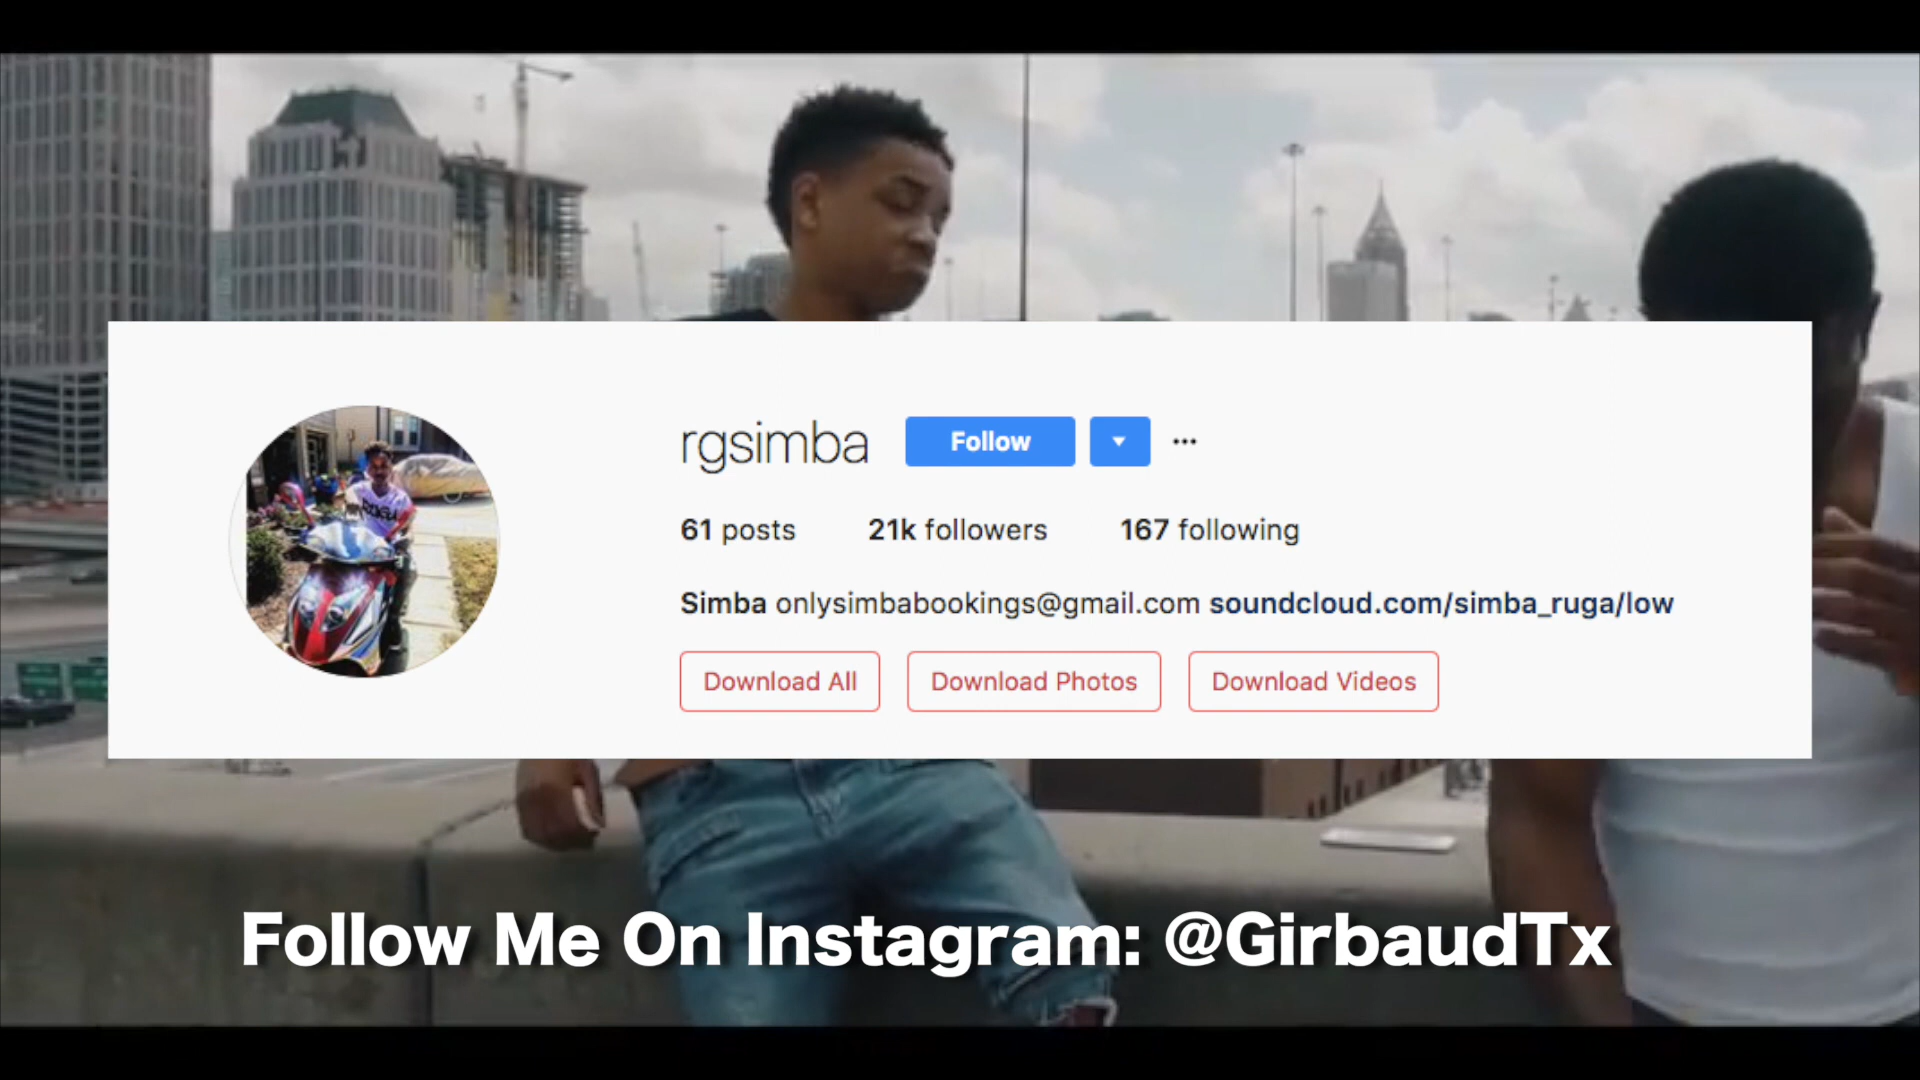 rgsimba Follow ...
61 posts 21k followers 167 following
Simba onlysimbabookings@gmail.com soundcloud.com/simba_ruga/low
Download All Download Photos Download Videos
Follow Me On Instagram: @GirbaudTx